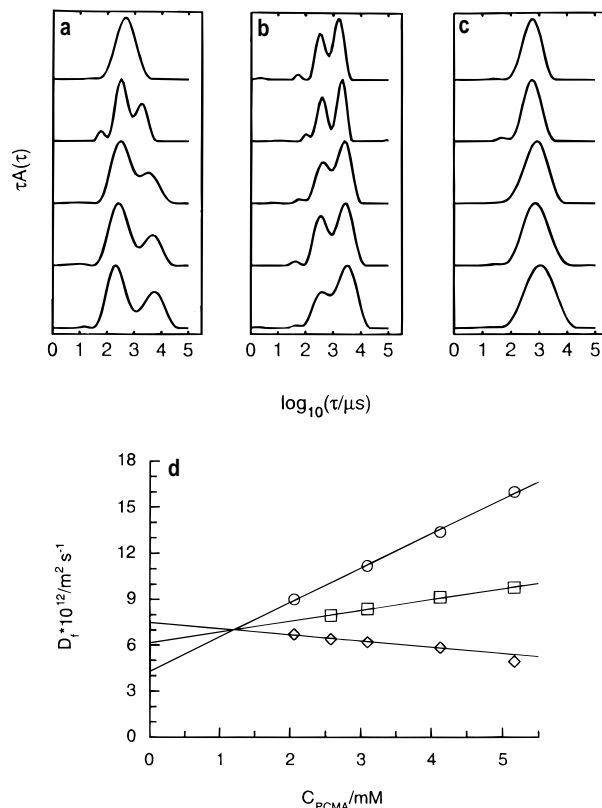 a b c
τA(τ)
0 1 2 3 4 5 0 1 2 3 4 5 0 1 2 3 4 5
log₁₀(τ/μs)
d
18
15
12
9
6
3
0
D_f*10¹²/m² s⁻¹
0 1 2 3 4 5
C_PCMA/mM